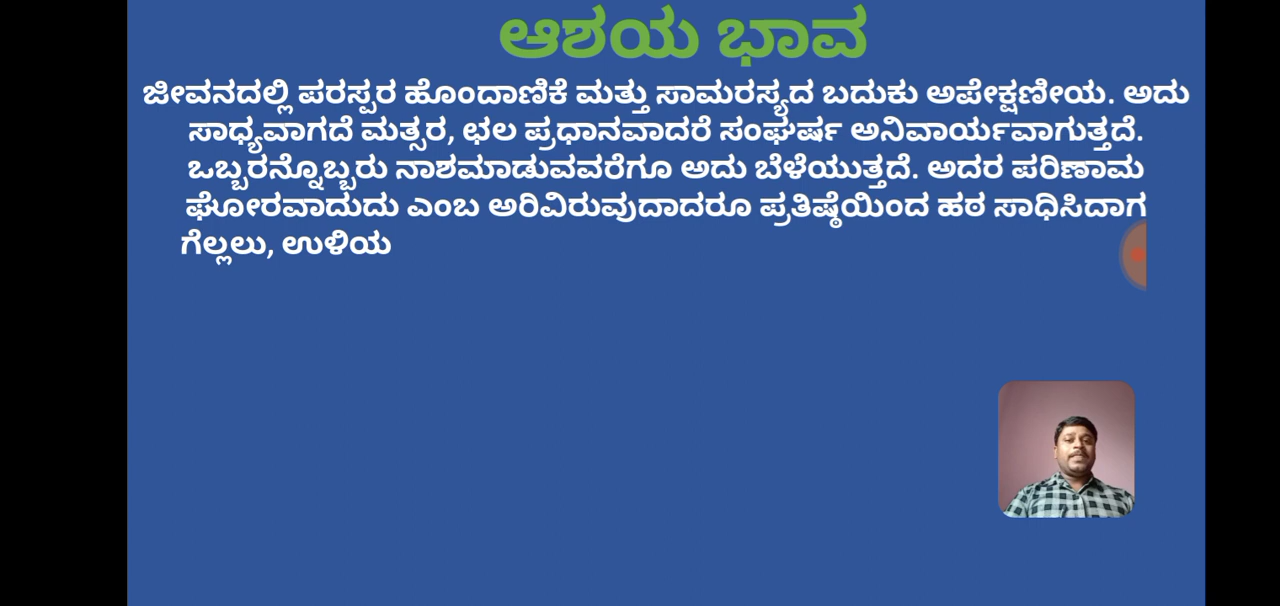 ಆಶಯ ಭಾವ
ಜೀವನದಲ್ಲಿ ಪರಸ್ಪರ ಹೊಂದಾಣಿಕೆ ಮತ್ತು ಸಾಮರಸ್ಯದ ಬದುಕು ಅಪೇಕ್ಷಣೀಯ. ಅದು
ಸಾಧ್ಯವಾಗದೆ ಮತ್ಸರ, ಛಲ ಪ್ರಧಾನವಾದರೆ ಸಂಘರ್ಷ ಅನಿವಾರ್ಯವಾಗುತ್ತದೆ.
ಒಬ್ಬರನ್ನೊಬ್ಬರು ನಾಶಮಾಡುವವರೆಗೂ ಅದು ಬೆಳೆಯುತ್ತದೆ. ಅದರ ಪರಿಣಾಮ
ಘೋರವಾದುದು ಎಂಬ ಅರಿವಿರುವುದಾದರೂ ಪ್ರತಿಷ್ಠೆಯಿಂದ ಹಠ ಸಾಧಿಸಿದಾಗ
ಗೆಲ್ಲಲು, ಉಳಿಯ